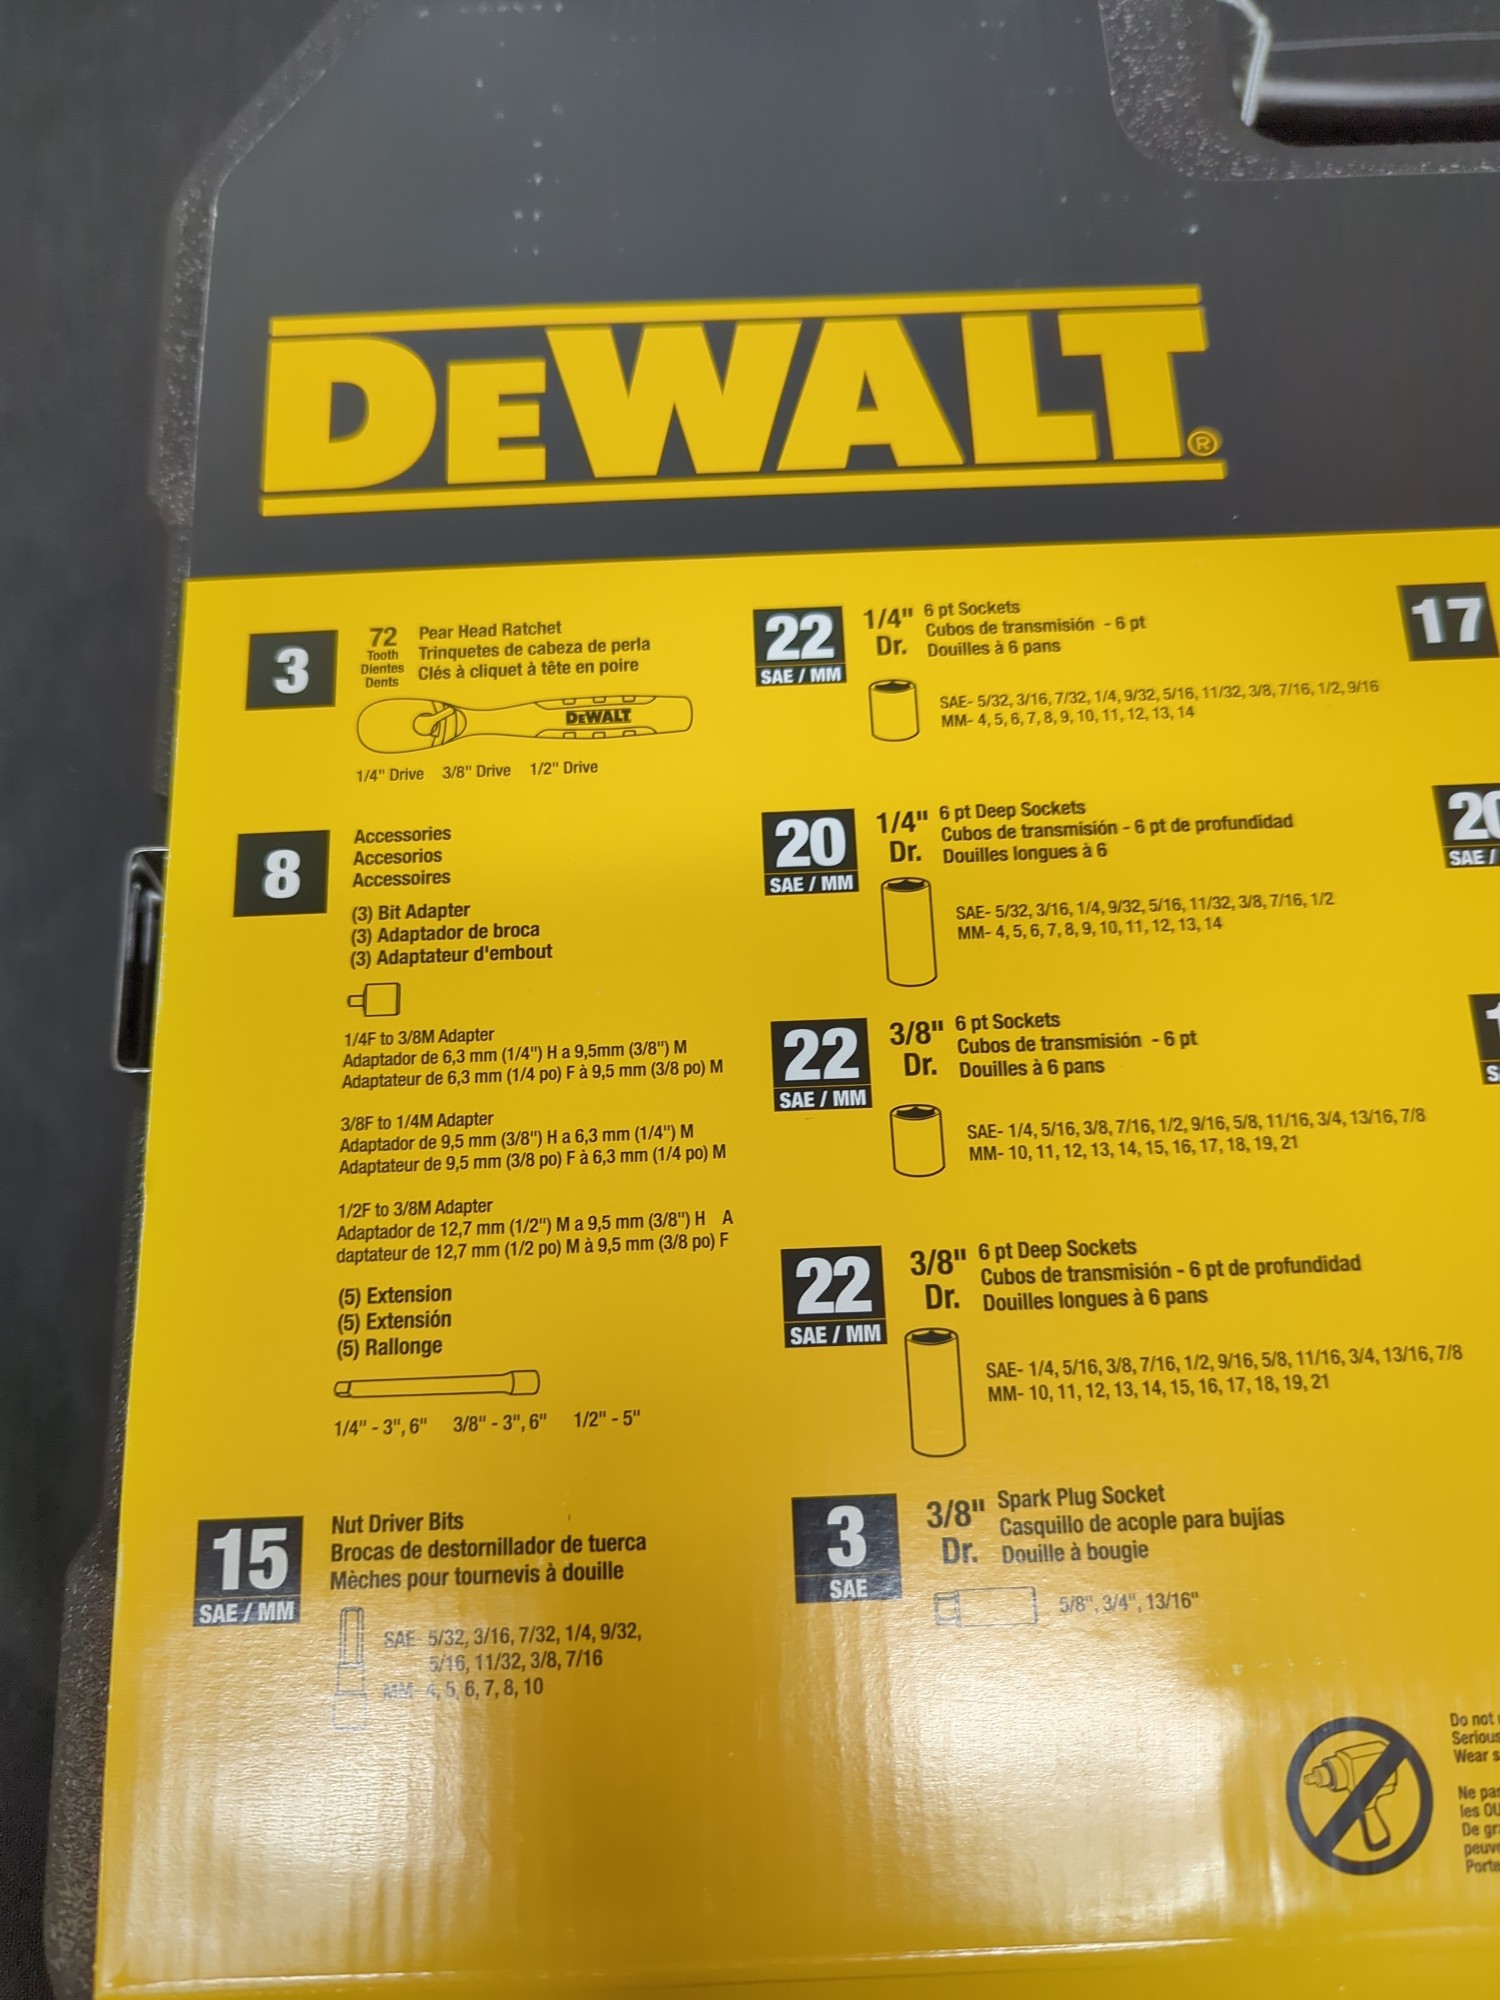 DEWALT®
3
72
Tooth
Dientes
Dents
Pear Head Ratchet
Trinquetes de cabeza de perla
Clés à cliquet à tête en poire
DEWALT
1/4" Drive 3/8" Drive 1/2" Drive
8
Accessories
Accesorios
Accessoires
(3) Bit Adapter
(3) Adaptador de broca
(3) Adaptateur d'embout
1/4F to 3/8M Adapter
Adaptador de 6,3 mm (1/4") H a 9,5mm (3/8") M
Adaptateur de 6,3 mm (1/4 po) F à 9,5 mm (3/8 po) M
3/8F to 1/4M Adapter
Adaptador de 9,5 mm (3/8") H a 6,3 mm (1/4") M
Adaptateur de 9,5 mm (3/8 po) F à 6,3 mm (1/4 po) M
1/2F to 3/8M Adapter
Adaptador de 12,7 mm (1/2") M a 9,5 mm (3/8") H A
daptateur de 12,7 mm (1/2 po) M à 9,5 mm (3/8 po) F
(5) Extension
(5) Extensión
(5) Rallonge
1/4" - 3", 6" 3/8" - 3", 6" 1/2" - 5"
15
SAE / MM
Nut Driver Bits
Brocas de destornillador de tuerca
Mèches pour tournevis à douille
SAE 5/32, 3/16, 7/32, 1/4, 9/32,
5/16, 11/32, 3/8, 7/16
MM 4, 5, 6, 7, 8, 10
22
SAE / MM
1/4"
Dr.
6 pt Sockets
Cubos de transmisión - 6 pt
Douilles à 6 pans
SAE- 5/32, 3/16, 7/32, 1/4, 9/32, 5/16, 11/32, 3/8, 7/16, 1/2, 9/16
MM- 4, 5, 6, 7, 8, 9, 10, 11, 12, 13, 14
20
SAE / MM
1/4"
Dr.
6 pt Deep Sockets
Cubos de transmisión - 6 pt de profundidad
Douilles longues à 6
SAE- 5/32, 3/16, 1/4, 9/32, 5/16, 11/32, 3/8, 7/16, 1/2
MM- 4, 5, 6, 7, 8, 9, 10, 11, 12, 13, 14
22
SAE / MM
3/8"
Dr.
6 pt Sockets
Cubos de transmisión - 6 pt
Douilles à 6 pans
SAE- 1/4, 5/16, 3/8, 7/16, 1/2, 9/16, 5/8, 11/16, 3/4, 13/16, 7/8
MM- 10, 11, 12, 13, 14, 15, 16, 17, 18, 19, 21
22
SAE / MM
3/8"
Dr.
6 pt Deep Sockets
Cubos de transmisión - 6 pt de profundidad
Douilles longues à 6 pans
SAE- 1/4, 5/16, 3/8, 7/16, 1/2, 9/16, 5/8, 11/16, 3/4, 13/16, 7/8
MM- 10, 11, 12, 13, 14, 15, 16, 17, 18, 19, 21
3
SAE
3/8"
Dr.
Spark Plug Socket
Casquillo de acople para bujías
Douille à bougie
5/8", 3/4", 13/16"
17
20
SAE /
Do not
Serious
Wear
Ne
les
De